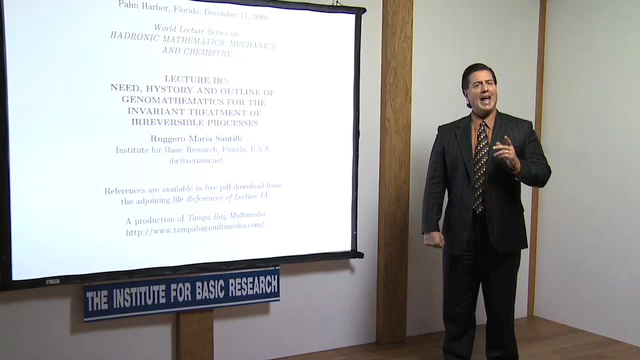 Palm Harbor, Florida, December 11, 2010
World Lecture Series on
HADRONIC MATHEMATICS, MECHANICS
AND CHEMISTRY
LECTURE IIC:
NEED, HYSTORY AND OUTLINE OF
GENOMATHEMATICS FOR THE
INVARIANT TREATMENT OF
IRREVERSIBLE PROCESSES
Ruggero Maria Santilli
Institute for Basic Research, Florida, U.S.A.
ibr@verizon.net
References are available in free pdf download from
the adjoining file References of Lecture IA
A production of Tampa Bay Multimedia
http://www.tampabaymultimedia.com/
THE INSTITUTE FOR BASIC RESEARCH